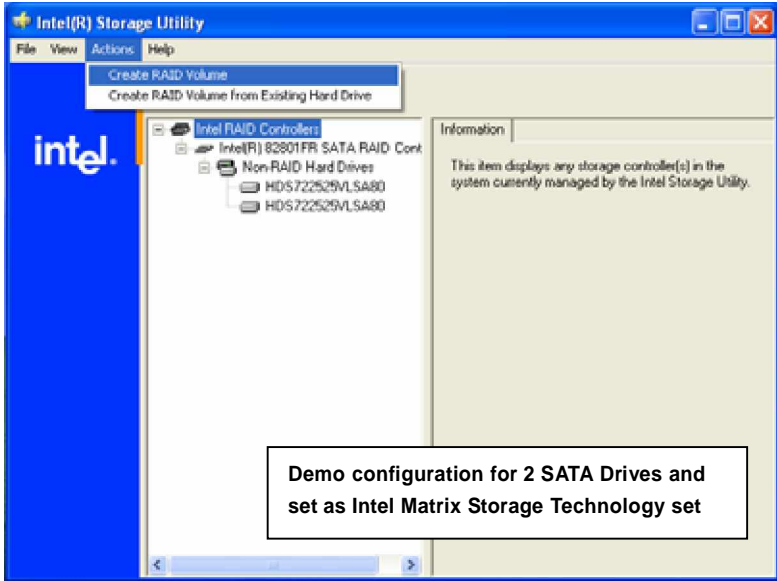 Intel(R) Storage Utility
File View Actions Help
Create RAID Volume
Create RAID Volume from Existing Hard Drive
intel.
Intel RAID Controllers
Intel(R) 82801FR SATA RAID Cont
Non-RAID Hard Drives
HDS722525VLSA80
HDS722525VLSA80
Information
This item displays any storage controller(s) in the
system currently managed by the Intel Storage Utility.
Demo configuration for 2 SATA Drives and
set as Intel Matrix Storage Technology set